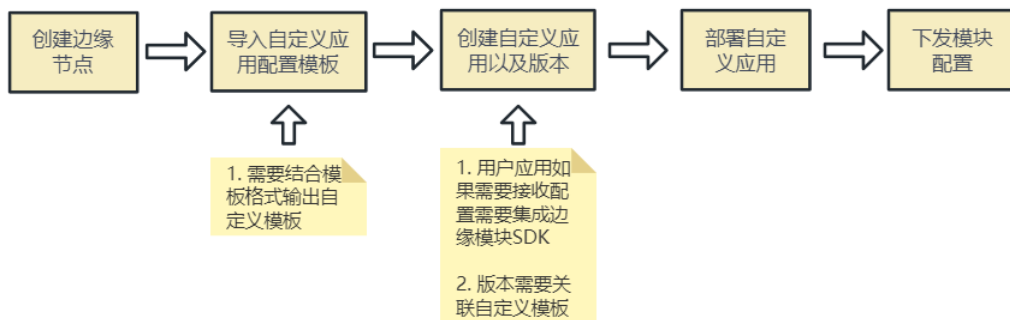 创建边缘
节点
导入自定义应
用配置模板
创建自定义应
用以及版本
部署自定
义应用
下发模块
配置
1. 需要结合模
板格式输出自
定义模板
1. 用户应用如
果需要接收配
置需要集成边
缘模块SDK
2. 版本需要关
联自定义模板